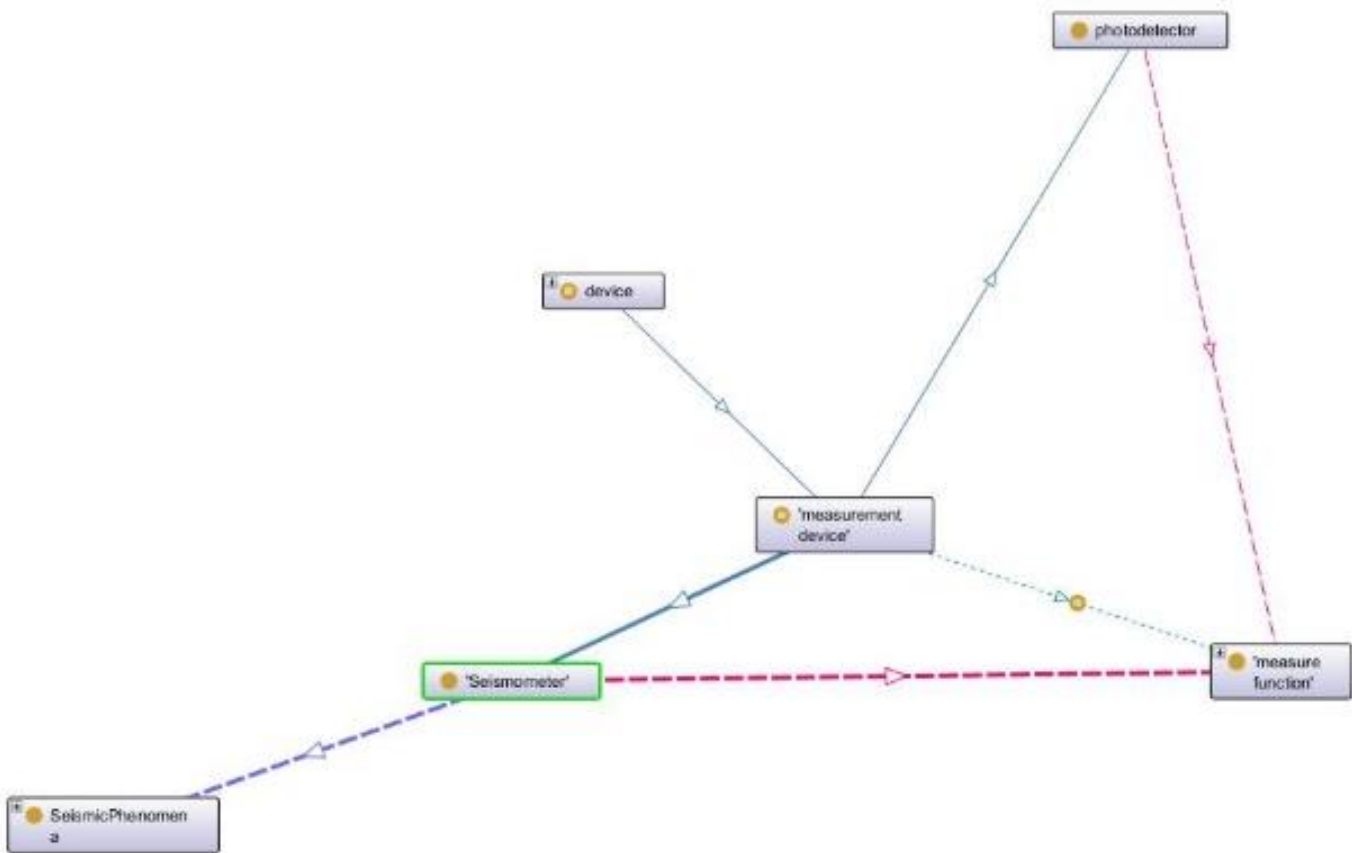 photodetector
device
'measurement
device'
'Seismometer'
'measure
function'
SeismicPhenomen
a